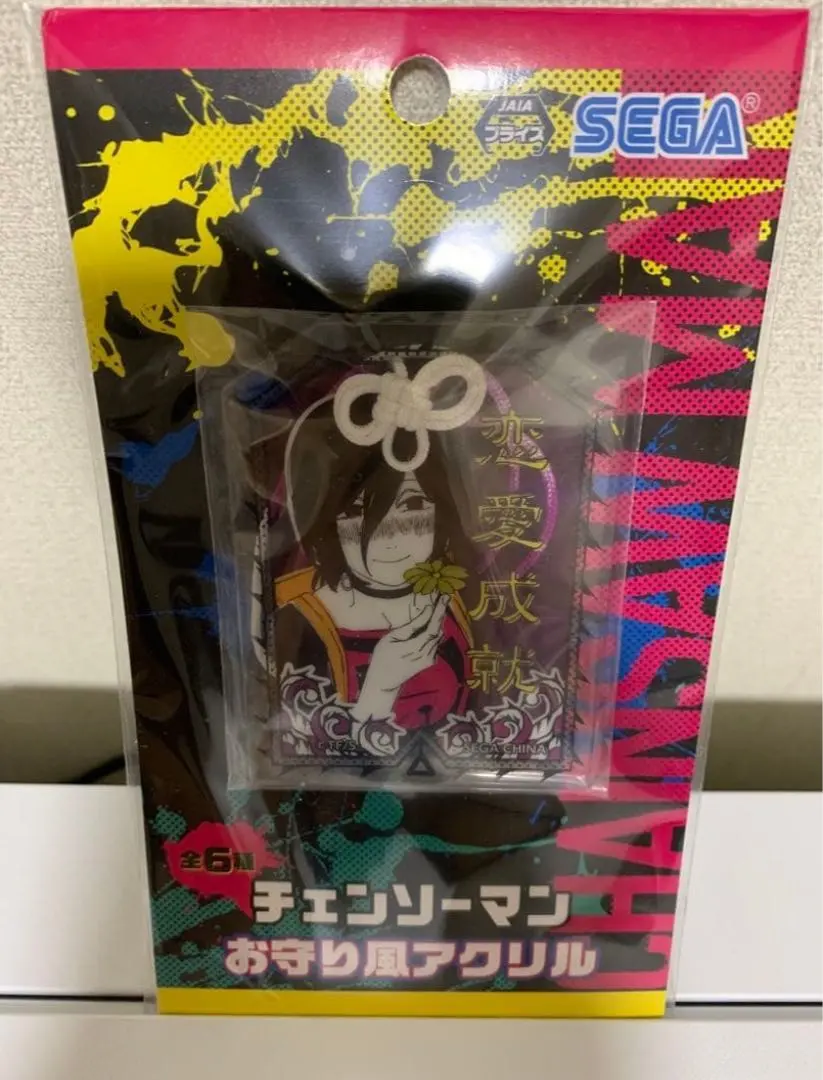 JAIA
プライズ
SEGA®
CHAINSAW MAN
恋愛成就
©TF/S
SEGA CHINA
全6種
チェンソーマン
お守り風アクリル